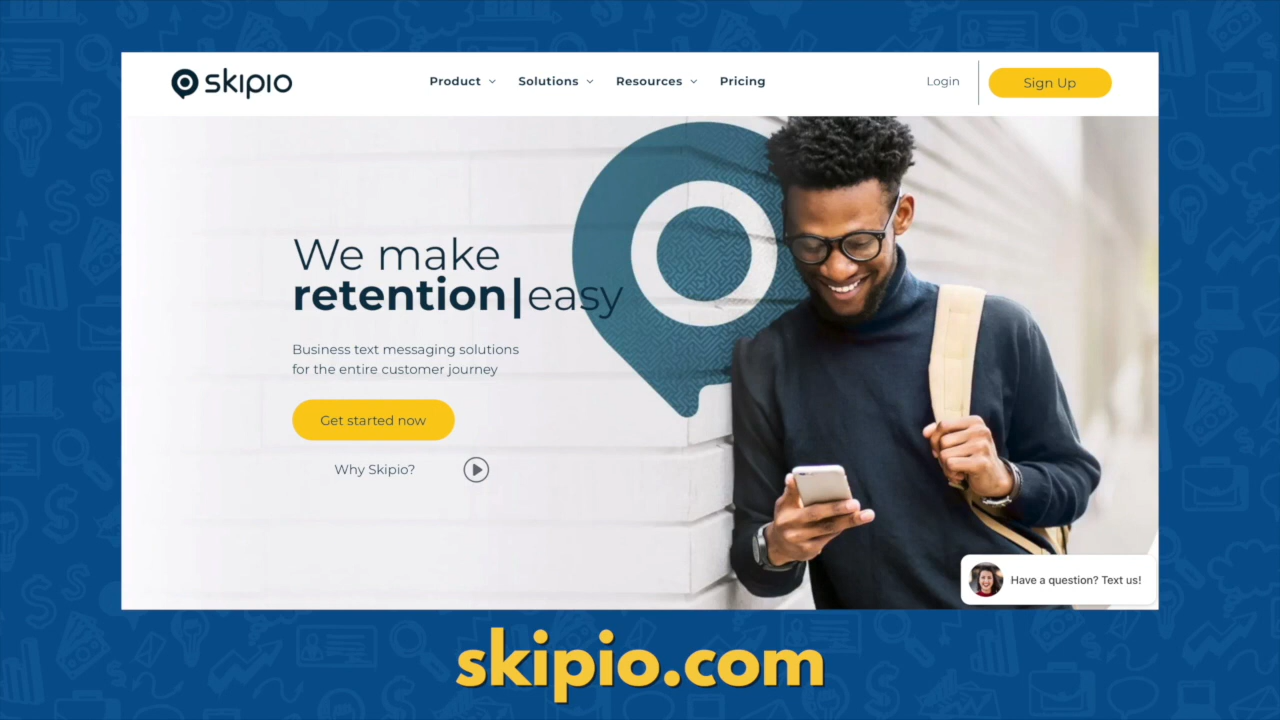 skipio
Product
Solutions
Resources
Pricing
Login
Sign Up
We make
retention|easy
Business text messaging solutions
for the entire customer journey
Get started now
Why Skipio?
Have a question? Text us!
skipio.com